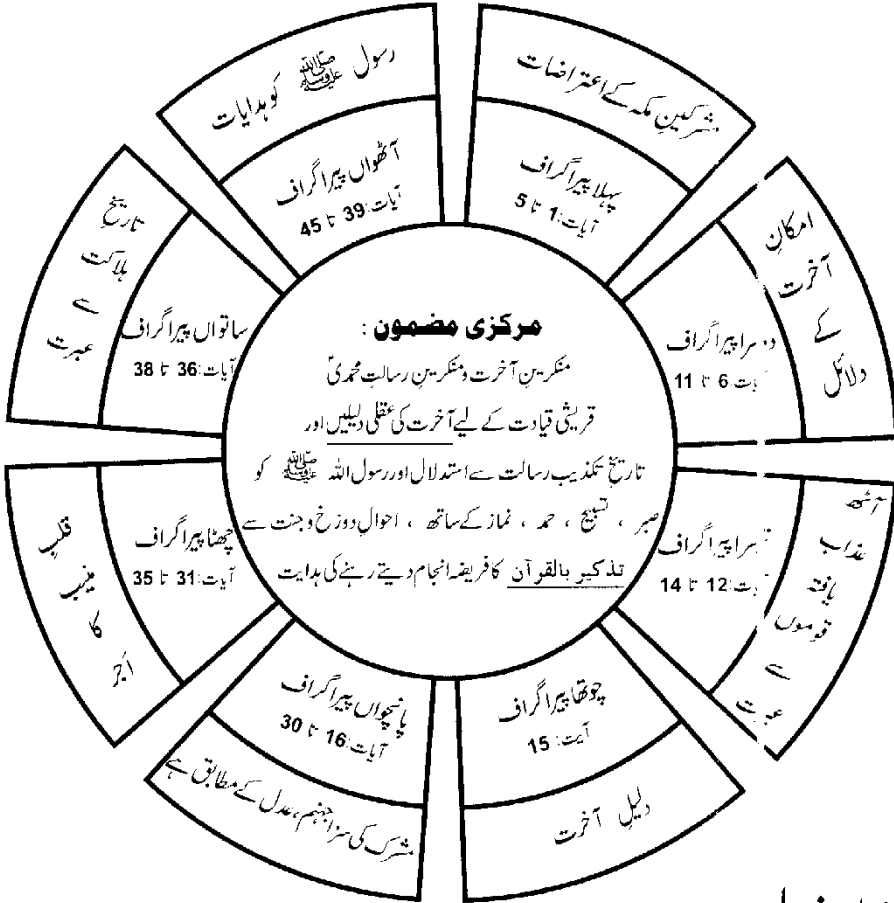 مشرکینِ مکہ کے اعتراضات
پہلا پیراگراف
آیات: 1 تا 5
امکانِ
آخرت
کے
دلائل
سرا پیراگراف
6 تا 11
آٹھ
عذاب
یافتہ
قوموں
سے
عبرت
سرا پیراگراف
12 تا 14
چوتھا پیراگراف
آیت: 15
دلیلِ آخرت
پانچواں پیراگراف
آیات: 16 تا 30
مشرک کی سزا جہنم، عدل کے مطابق ہے
چھٹا پیراگراف
آیات: 31 تا 35
قلبِ
منیب
کا
اَجر
ساتواں پیراگراف
آیات: 36 تا 38
تاریخِ
ہلاکت
سے
عبرت
رسول ﷺ کو ہدایات
آٹھواں پیراگراف
آیات: 39 تا 45
مرکزی مضمون :
منکرینِ آخرت و منکرینِ رسالتِ محمدیؐ
قریشی قیادت کے لیے آخرت کی عقلی دلیلیں اور
تاریخ تکذیب رسالت سے استدلال اور رسول اللہ ﷺ کو
صبر ، تسبیح ، حمد ، نماز کے ساتھ ، احوالِ دوزخ و جنت سے
تذکیر بالقرآن کا فریضہ انجام دیتے رہنے کی ہدایت